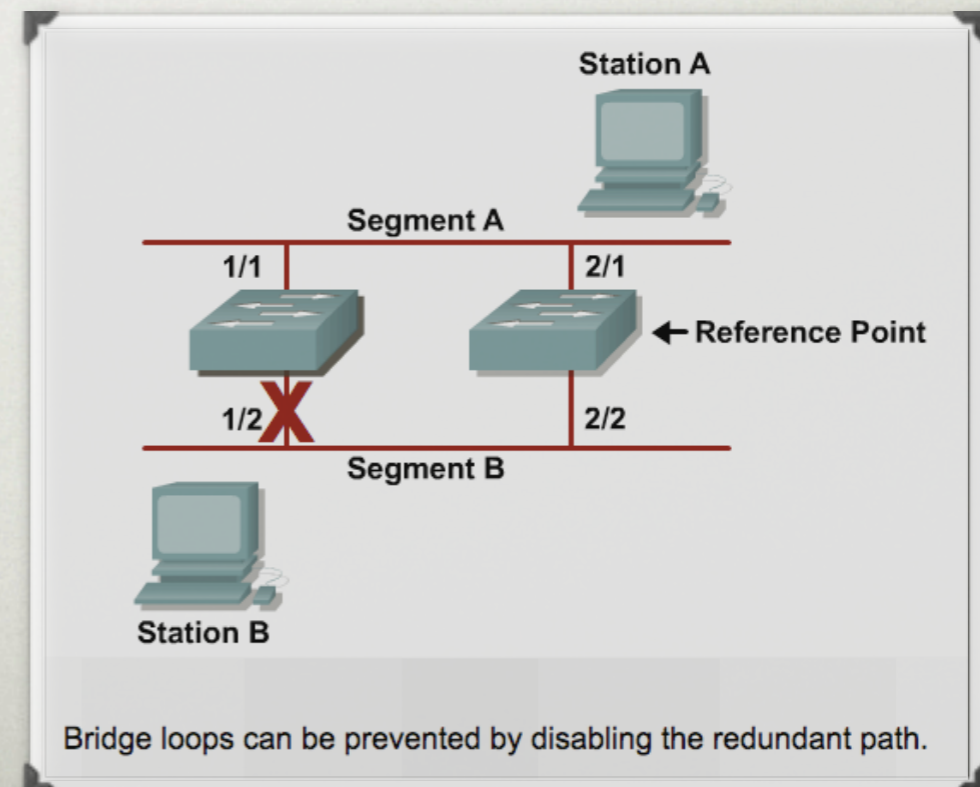 Station A
Segment A
1/1
2/1
Reference Point
1/2
X
2/2
Segment B
Station B
Bridge loops can be prevented by disabling the redundant path.